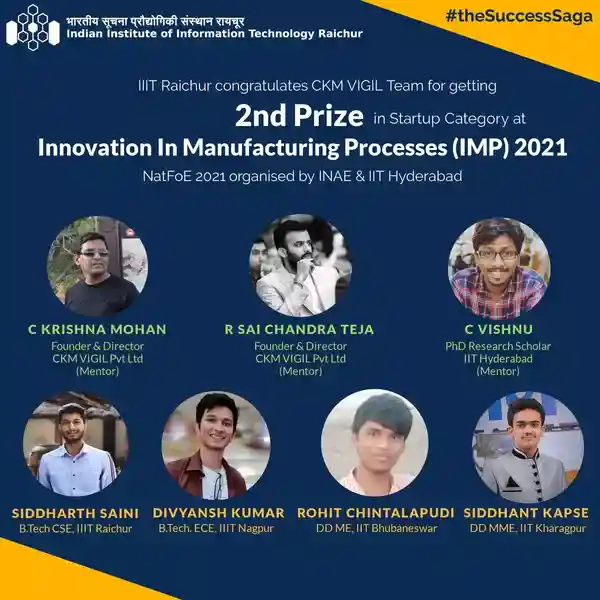 #theSuccessSaga
भारतीय सूचना प्रौद्योगिकी संस्थान रायचूर
Indian Institute of Information Technology Raichur
IIIT Raichur congratulates CKM VIGIL Team for getting
2nd Prize in Startup Category at
Innovation In Manufacturing Processes (IMP) 2021
NatFoE 2021 organised by INAE & IIT Hyderabad
C KRISHNA MOHAN
Founder & Director
CKM ViGIL Pvt Ltd
(Mentor)
R SAI CHANDRA TEJA
Founder & Director
CKM VIGIL Pvt Ltd
(Mentor)
C VISHNU
PhD Research Scholar
IIT Hyderabad
(Mentor)
SIDDHARTH SAINI
B.Tech CSE, IIIT Raichur
DIVYANSH KUMAR
B.Tech. ECE, IIIT Nagpur
ROHIT CHINTALAPUDI
DD ME, IIT Bhubaneswar
SIDDHANT KAPSE
DD MME, IIT Kharagpur